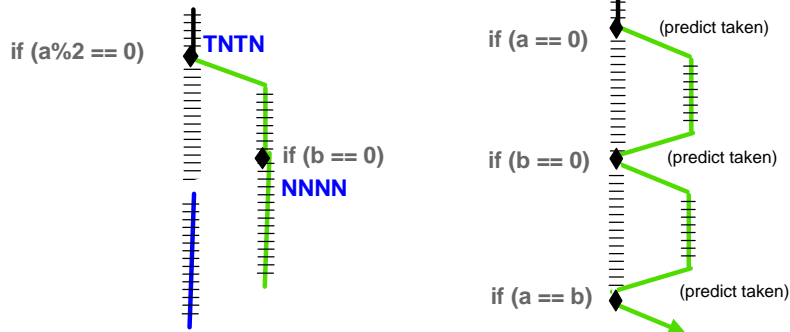 if (a%2 == 0)
TNTN
if (b == 0)
NNNN
if (a == 0)
(predict taken)
if (b == 0)
(predict taken)
if (a == b)
(predict taken)